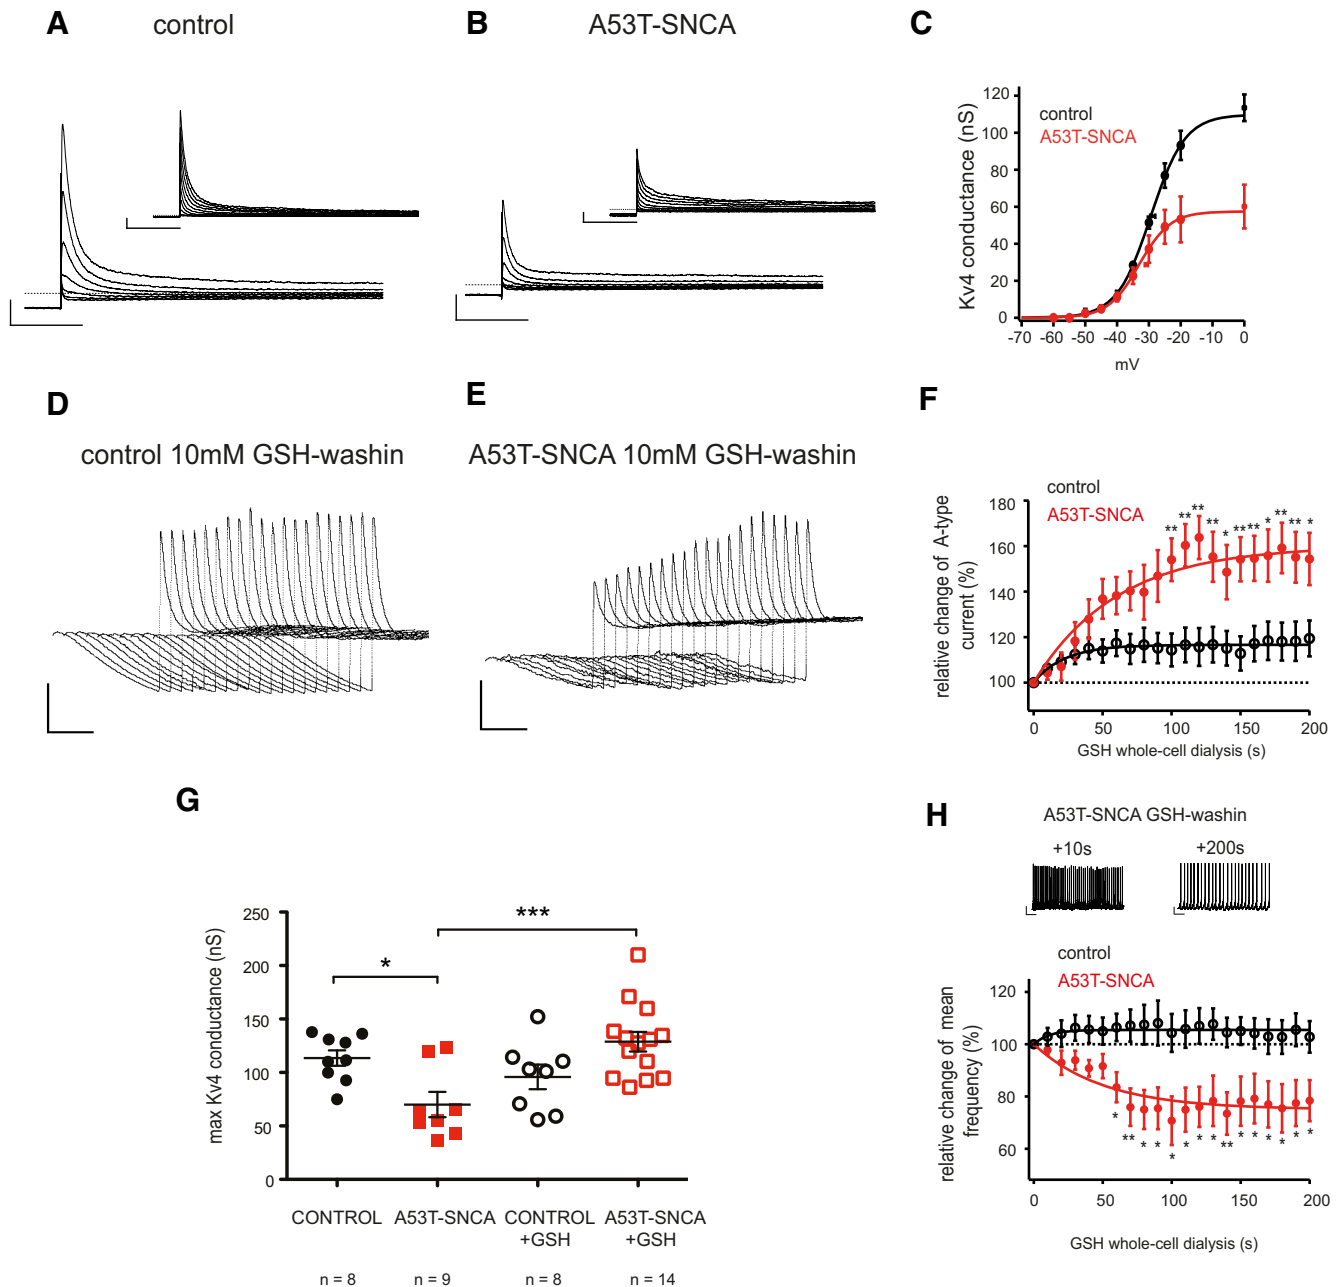 A
control
B
A53T-SNCA
C
Kv4 conductance (nS)
120
100
80
60
40
20
0
control
A53T-SNCA
-70 -60 -50 -40 -30 -20 -10 0
mV
D
control 10mM GSH-washin
E
A53T-SNCA 10mM GSH-washin
F
relative change of A-type
current (%)
180
160
140
120
100
control
A53T-SNCA
** ** ** ** * ** ** * ** ** *
0 50 100 150 200
GSH whole-cell dialysis (s)
G
max Kv4 conductance (nS)
250
200
150
100
50
0
*
***
CONTROL
A53T-SNCA
CONTROL
+GSH
A53T-SNCA
+GSH
n = 8
n = 9
n = 8
n = 14
H
A53T-SNCA GSH-washin
+10s
+200s
control
A53T-SNCA
relative change of mean
frequency (%)
120
100
80
60
* ** * * * * * * ** * * * * * *
0 50 100 150 200
GSH whole-cell dialysis (s)